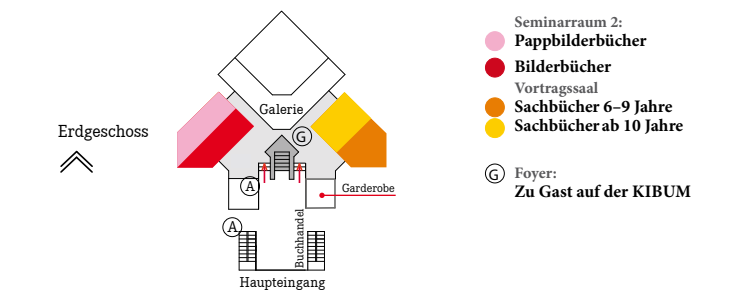 Erdgeschoss
Galerie
G
A
Garderobe
A
Buchhandel
Haupteingang
Seminarraum 2:
Pappbilderbücher
Bilderbücher
Vortragssaal
Sachbücher 6–9 Jahre
Sachbücher ab 10 Jahre
G Foyer:
Zu Gast auf der KIBUM